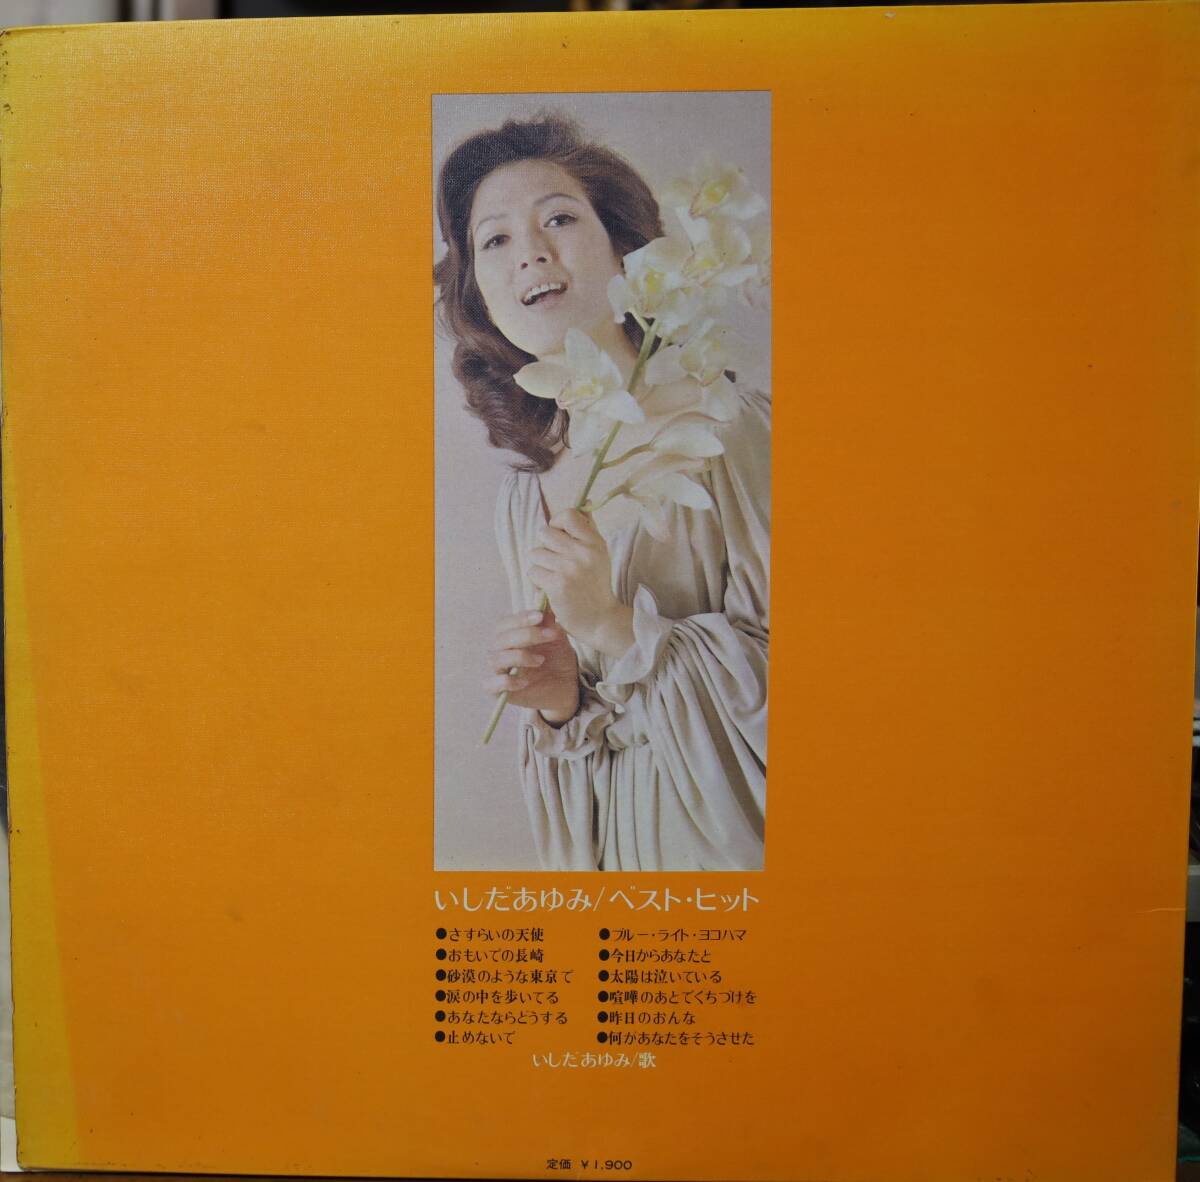 いしだあゆみ/ベスト・ヒット
●さすらいの天使
●おもいでの長崎
●砂漠のような東京で
●涙の中を歩いてる
●あなたならどうする
●止めないで
●ブルー・ライト・ヨコハマ
●今日からあなたと
●太陽は泣いている
●喧嘩のあとでくちづけを
●昨日のおんな
●何があなたをそうさせた
いしだあゆみ/歌
定価 ￥1,900